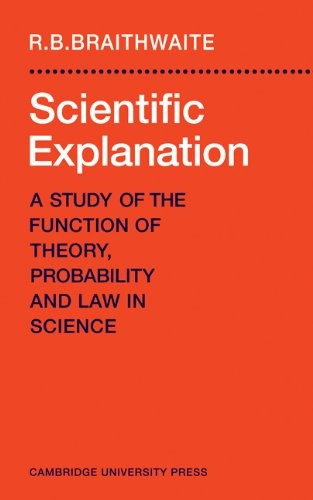 R.B.BRAITHWAITE
Scientific
Explanation
A STUDY OF THE
FUNCTION OF
THEORY,
PROBABILITY
AND LAW IN
SCIENCE
CAMBRIDGE UNIVERSITY PRESS